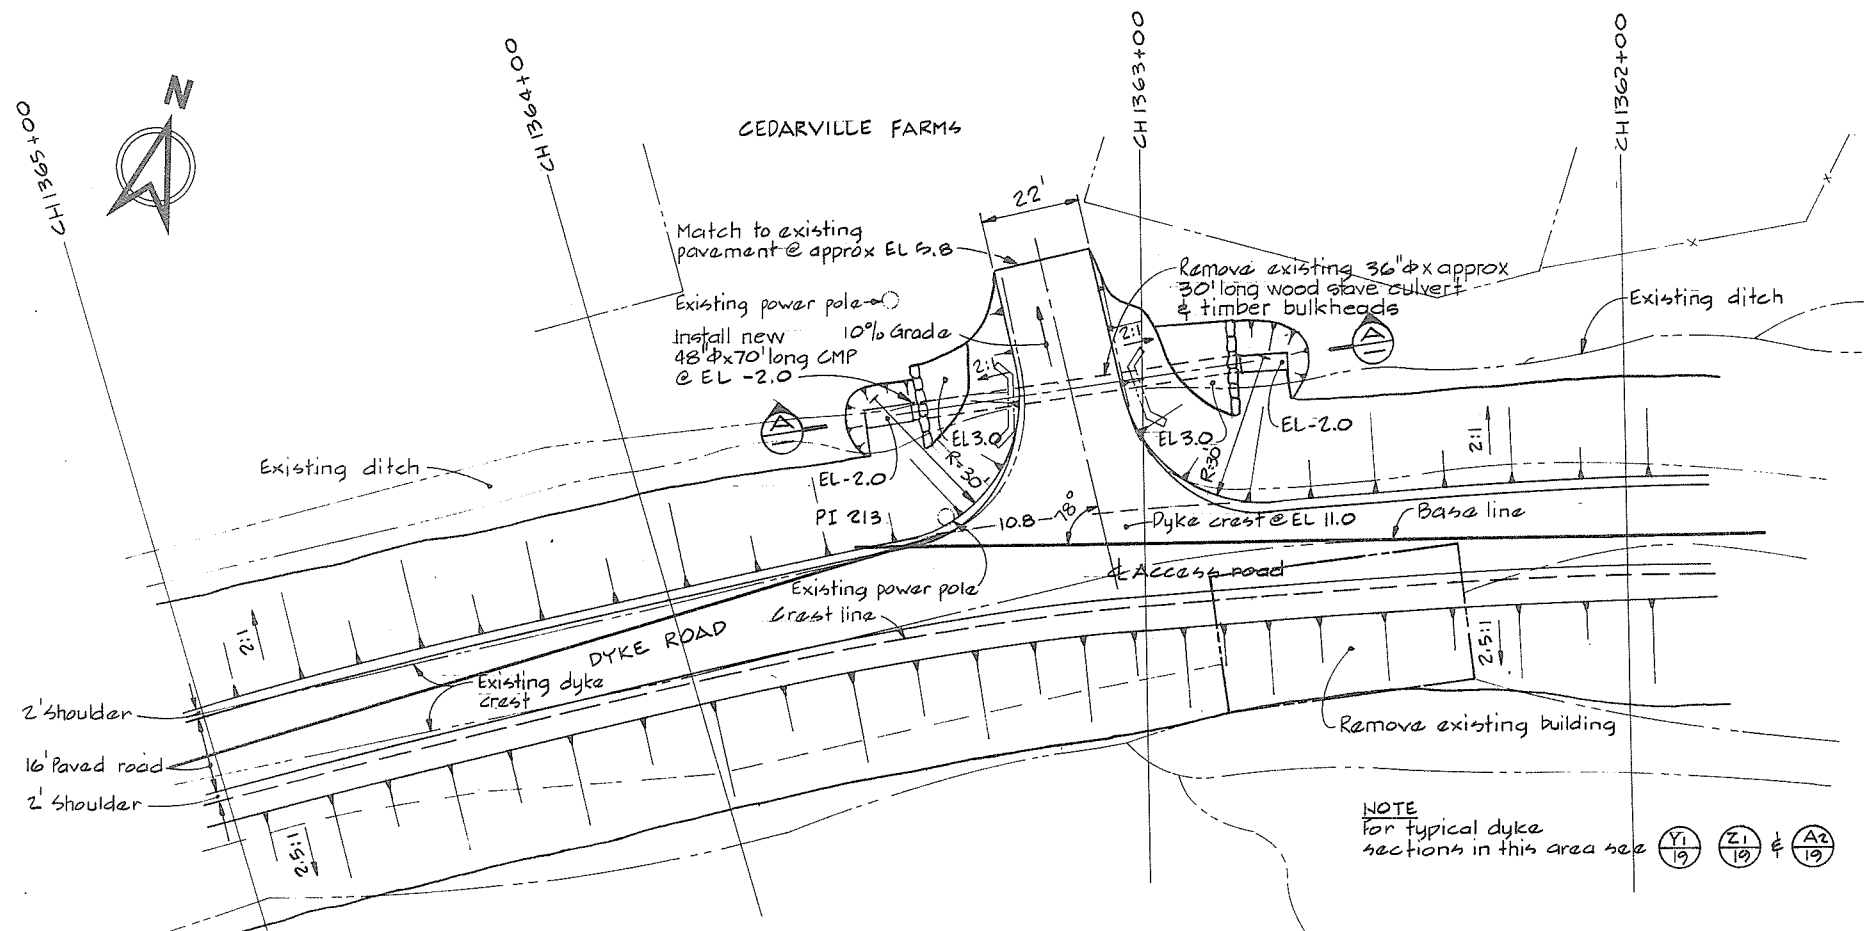 CH 1365+00
CH 1364+00
CH 1363+00
CH 1362+00
N
CEDARVILLE FARMS
22'
Match to existing
pavement @ approx EL 5.8
Existing power pole
Install new
48"ϕx70' long CMP
@ EL -2.0
10% Grade
Remove existing 36"ϕ x approx
30' long wood stave culvert
& timber bulkheads
Existing ditch
2:1
2:1
A
A
EL 3.0
EL 3.0
EL -2.0
EL -2.0
R=30'
R=30'
2:1
Existing ditch
PI 213
10.8
78°
Dyke crest @ EL 11.0
Base line
Existing power pole
℄ Access road
Crest line
DYKE ROAD
2:1
Existing dyke
crest
2' Shoulder
16' Paved road
2' Shoulder
2.5:1
2.5:1
Remove existing building
NOTE
For typical dyke
sections in this area see Y1/19 Z1/19 & A2/19